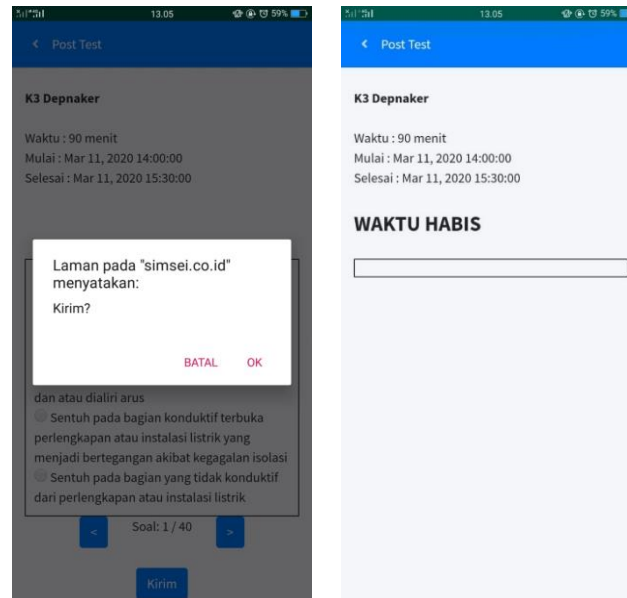 13.05
59%
Post Test
K3 Depnaker
Waktu : 90 menit
Mulai : Mar 11, 2020 14:00:00
Selesai : Mar 11, 2020 15:30:00
Laman pada "simsei.co.id"
menyatakan:
Kirim?
BATAL OK
dan atau dialiri arus
Sentuh pada bagian konduktif terbuka
perlengkapan atau instalasi listrik yang
menjadi bertegangan akibat kegagalan isolasi
Sentuh pada bagian yang tidak konduktif
dari perlengkapan atau instalasi listrik
< Soal: 1 / 40 >
Kirim
13.05
59%
Post Test
K3 Depnaker
Waktu : 90 menit
Mulai : Mar 11, 2020 14:00:00
Selesai : Mar 11, 2020 15:30:00
WAKTU HABIS